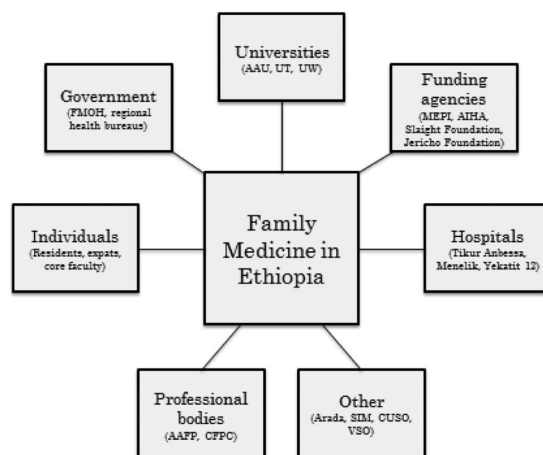 Universities
(AAU, UT, UW)
Government
(FMOH, regional
health bureaus)
Funding
agencies
(MEPI, AIHA,
Slaight Foundation,
Jericho Foundation)
Individuals
(Residents, expats,
core faculty)
Family
Medicine in
Ethiopia
Hospitals
(Tikur Anbessa,
Menelik, Yekatit 12)
Professional
bodies
(AAFP, CFPC)
Other
(Arada, SIM, CUSO,
VSO)